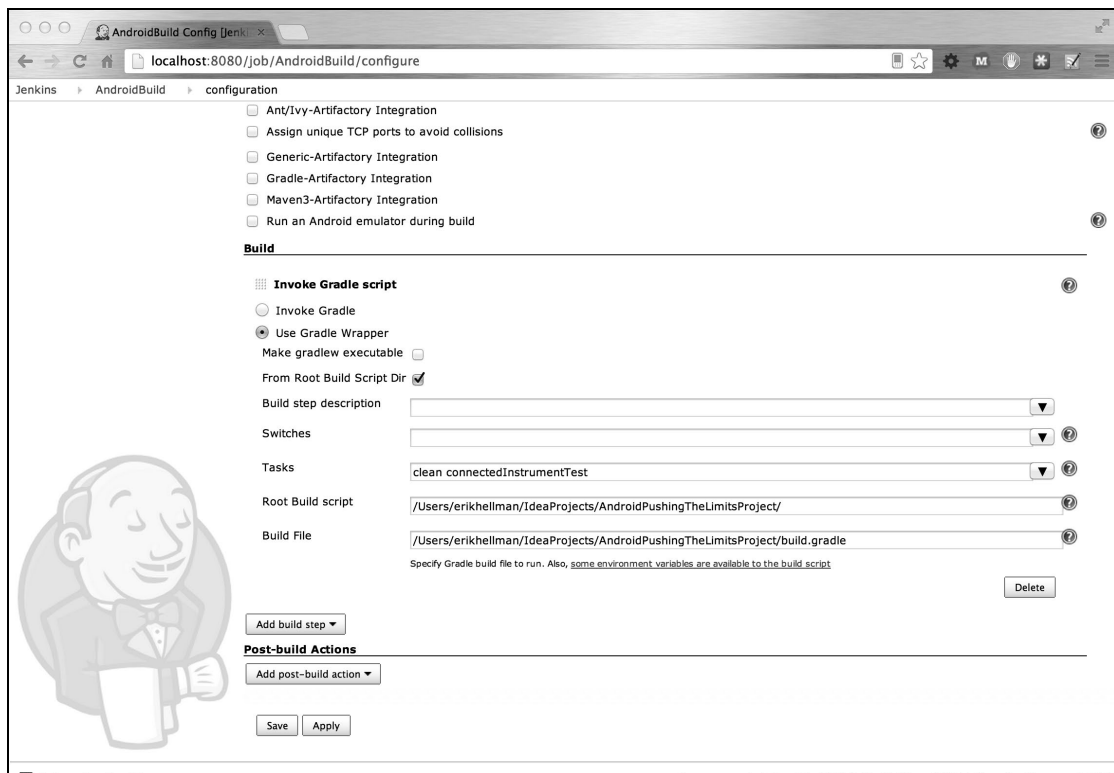 AndroidBuild Config [Jenki
localhost:8080/job/AndroidBuild/configure
Jenkins AndroidBuild configuration
Ant/Ivy-Artifactory Integration
Assign unique TCP ports to avoid collisions
Generic-Artifactory Integration
Gradle-Artifactory Integration
Maven3-Artifactory Integration
Run an Android emulator during build
Build
Invoke Gradle script
Invoke Gradle
Use Gradle Wrapper
Make gradlew executable
From Root Build Script Dir
Build step description
Switches
Tasks clean connectedInstrumentTest
Root Build script /Users/erikhellman/IdeaProjects/AndroidPushingTheLimitsProject/
Build File /Users/erikhellman/IdeaProjects/AndroidPushingTheLimitsProject/build.gradle
Specify Gradle build file to run. Also, some environment variables are available to the build script
Delete
Add build step
Post-build Actions
Add post-build action
Save Apply